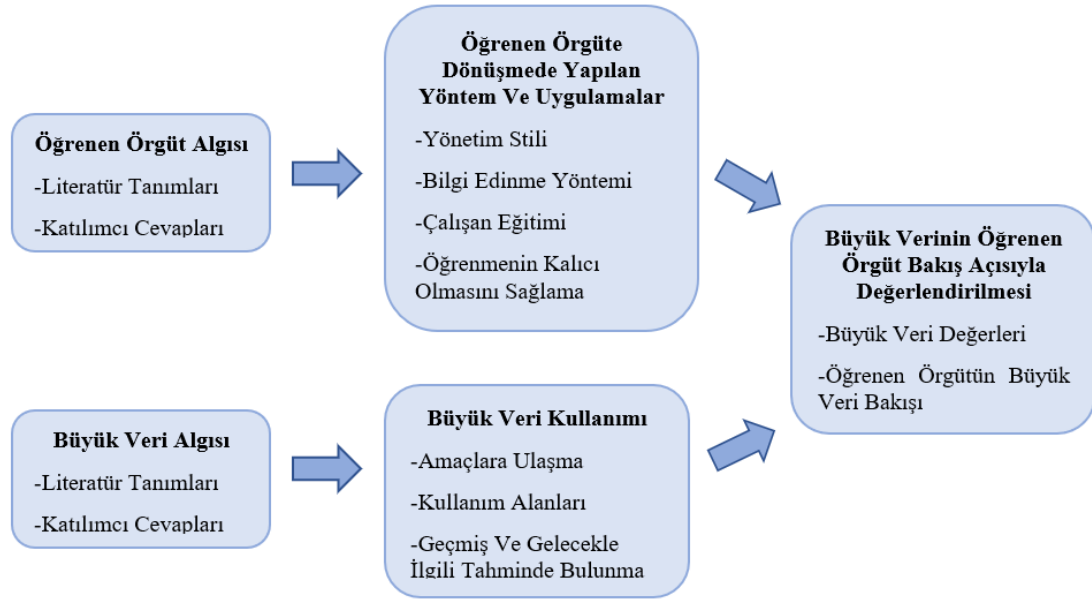 Öğrenen Örgüt Algısı
-Literatür Tanımları
-Katılımcı Cevapları
Öğrenen Örgüte
Dönüşmede Yapılan
Yöntem Ve Uygulamalar
-Yönetim Stili
-Bilgi Edinme Yöntemi
-Çalışan Eğitimi
-Öğrenmenin Kalıcı
Olmasını Sağlama
Büyük Veri Algısı
-Literatür Tanımları
-Katılımcı Cevapları
Büyük Veri Kullanımı
-Amaçlara Ulaşma
-Kullanım Alanları
-Geçmiş Ve Gelecekle
İlgili Tahminde Bulunma
Büyük Verinin Öğrenen
Örgüt Bakış Açısıyla
Değerlendirilmesi
-Büyük Veri Değerleri
-Öğrenen Örgütün Büyük
Veri Bakışı